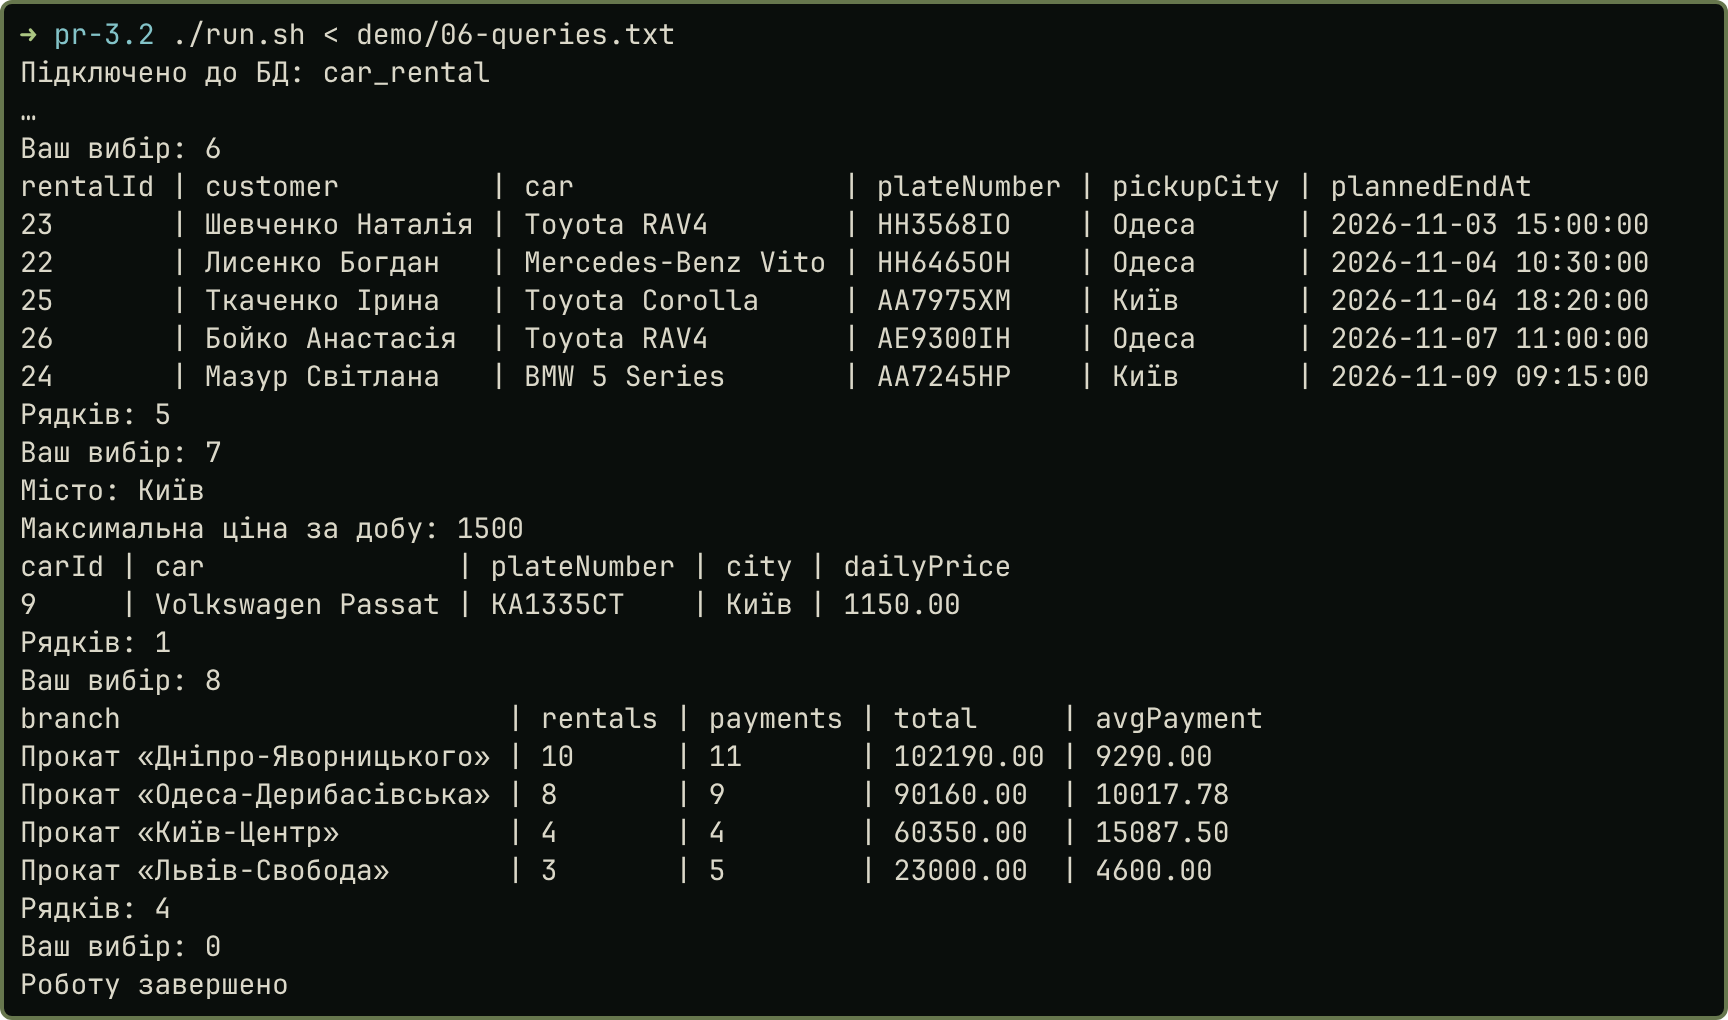 ➜ pr-3.2 ./run.sh < demo/06-queries.txt
Підключено до БД: car_rental
…
Ваш вибір: 6
rentalId | customer         | car                | plateNumber | pickupCity | plannedEndAt
23       | Шевченко Наталія | Toyota RAV4        | НН3568ІО    | Одеса      | 2026-11-03 15:00:00
22       | Лисенко Богдан   | Mercedes-Benz Vito | НН6465ОН    | Одеса      | 2026-11-04 10:30:00
25       | Ткаченко Ірина   | Toyota Corolla     | АА7975ХМ    | Київ       | 2026-11-04 18:20:00
26       | Бойко Анастасія  | Toyota RAV4        | АЕ9300ІН    | Одеса      | 2026-11-07 11:00:00
24       | Мазур Світлана   | BMW 5 Series       | АА7245НР    | Київ       | 2026-11-09 09:15:00
Рядків: 5
Ваш вибір: 7
Місто: Київ
Максимальна ціна за добу: 1500
carId | car               | plateNumber | city | dailyPrice
9     | Volkswagen Passat | КА1335СТ    | Київ | 1150.00
Рядків: 1
Ваш вибір: 8
branch                       | rentals | payments | total     | avgPayment
Прокат «Дніпро-Яворницького» | 10      | 11       | 102190.00 | 9290.00
Прокат «Одеса-Дерибасівська» | 8       | 9        | 90160.00  | 10017.78
Прокат «Київ-Центр»          | 4       | 4        | 60350.00  | 15087.50
Прокат «Львів-Свобода»       | 3       | 5        | 23000.00  | 4600.00
Рядків: 4
Ваш вибір: 0
Роботу завершено